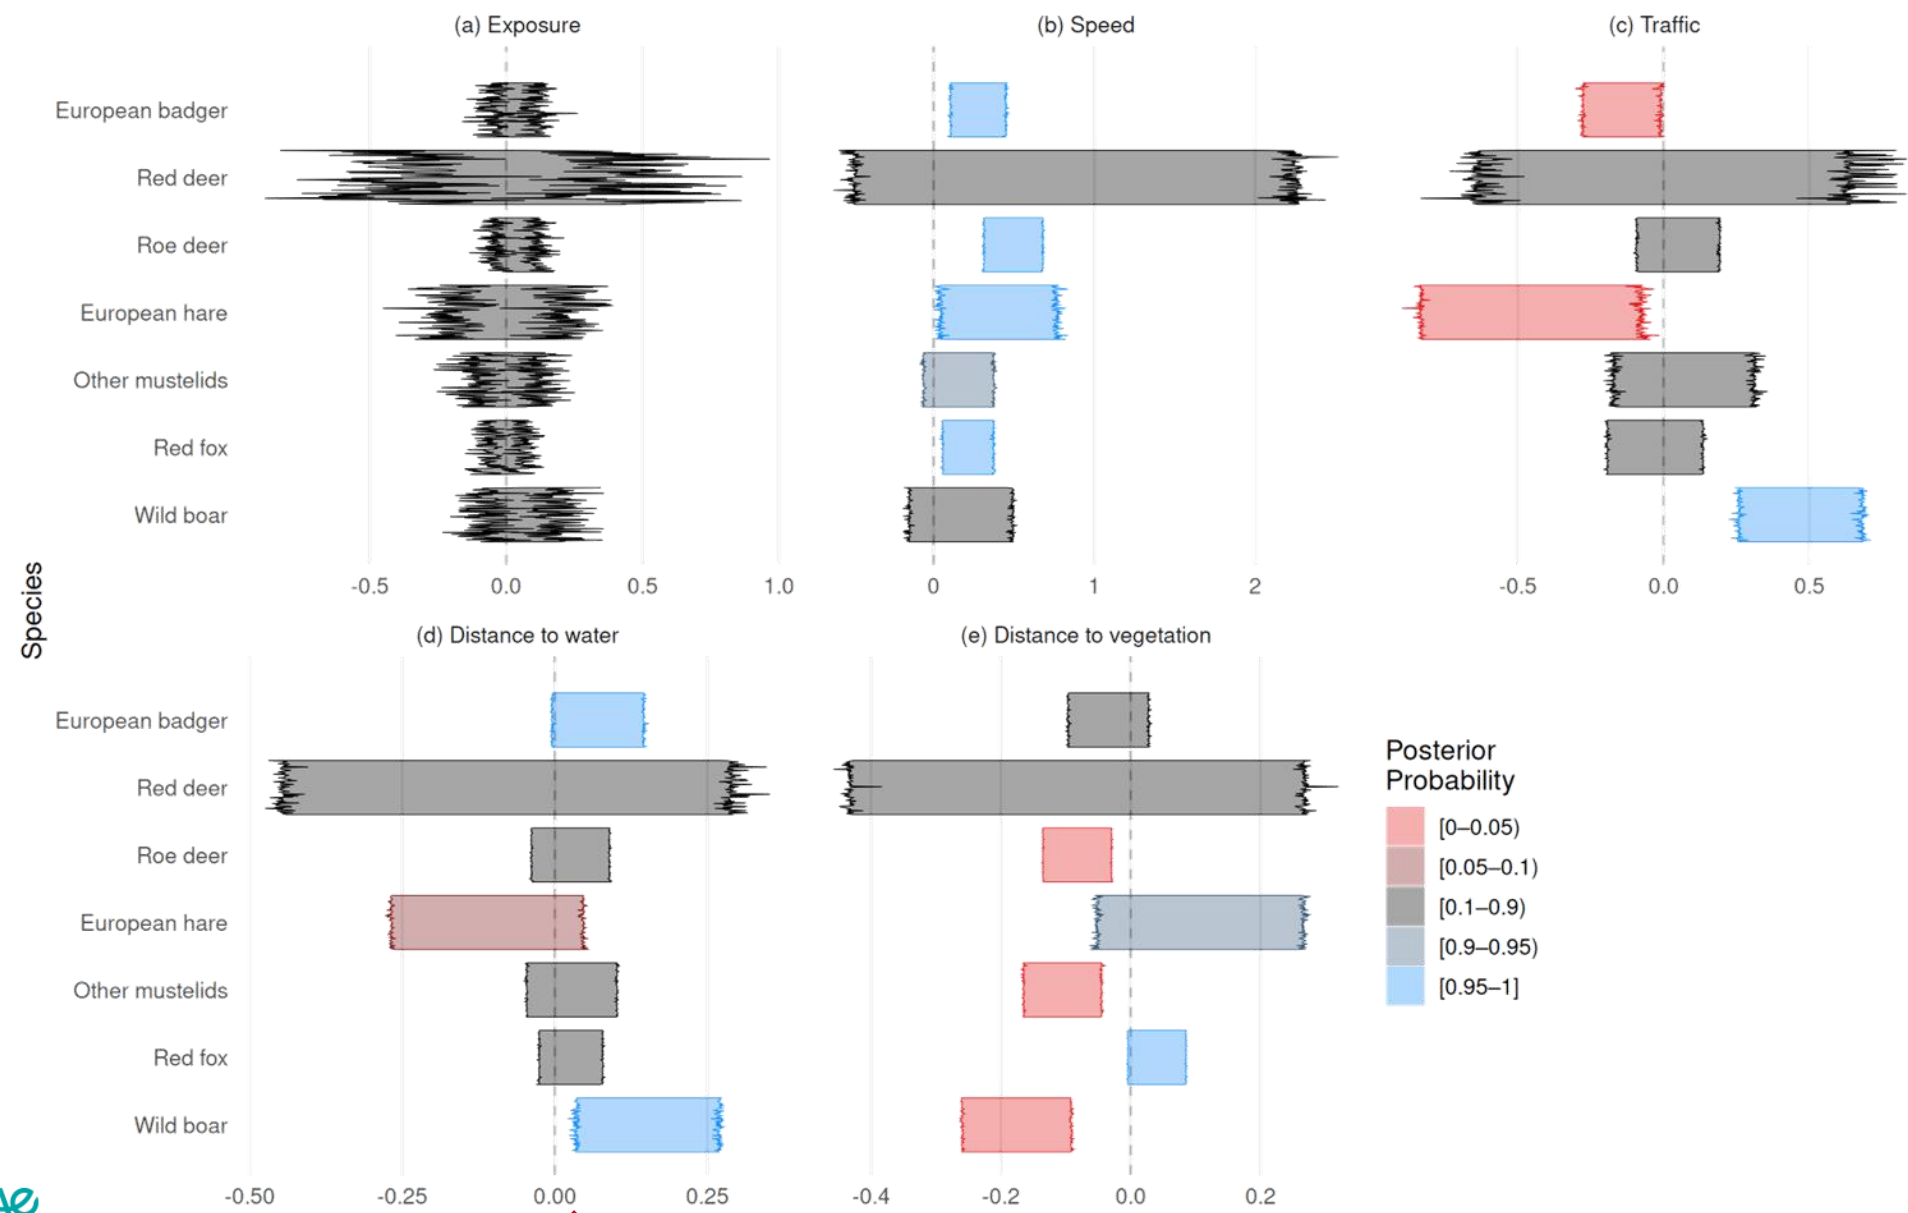 (a) Exposure
(b) Speed
(c) Traffic
European badger
Red deer
Roe deer
European hare
Other mustelids
Red fox
Wild boar
-0.5 0.0 0.5 1.0
0 1 2
-0.5 0.0 0.5
Species
(d) Distance to water
(e) Distance to vegetation
European badger
Red deer
Roe deer
European hare
Other mustelids
Red fox
Wild boar
-0.50 -0.25 0.00 0.25
-0.4 -0.2 0.0 0.2
Posterior
Probability
[0–0.05)
[0.05–0.1)
[0.1–0.9)
[0.9–0.95)
[0.95–1]